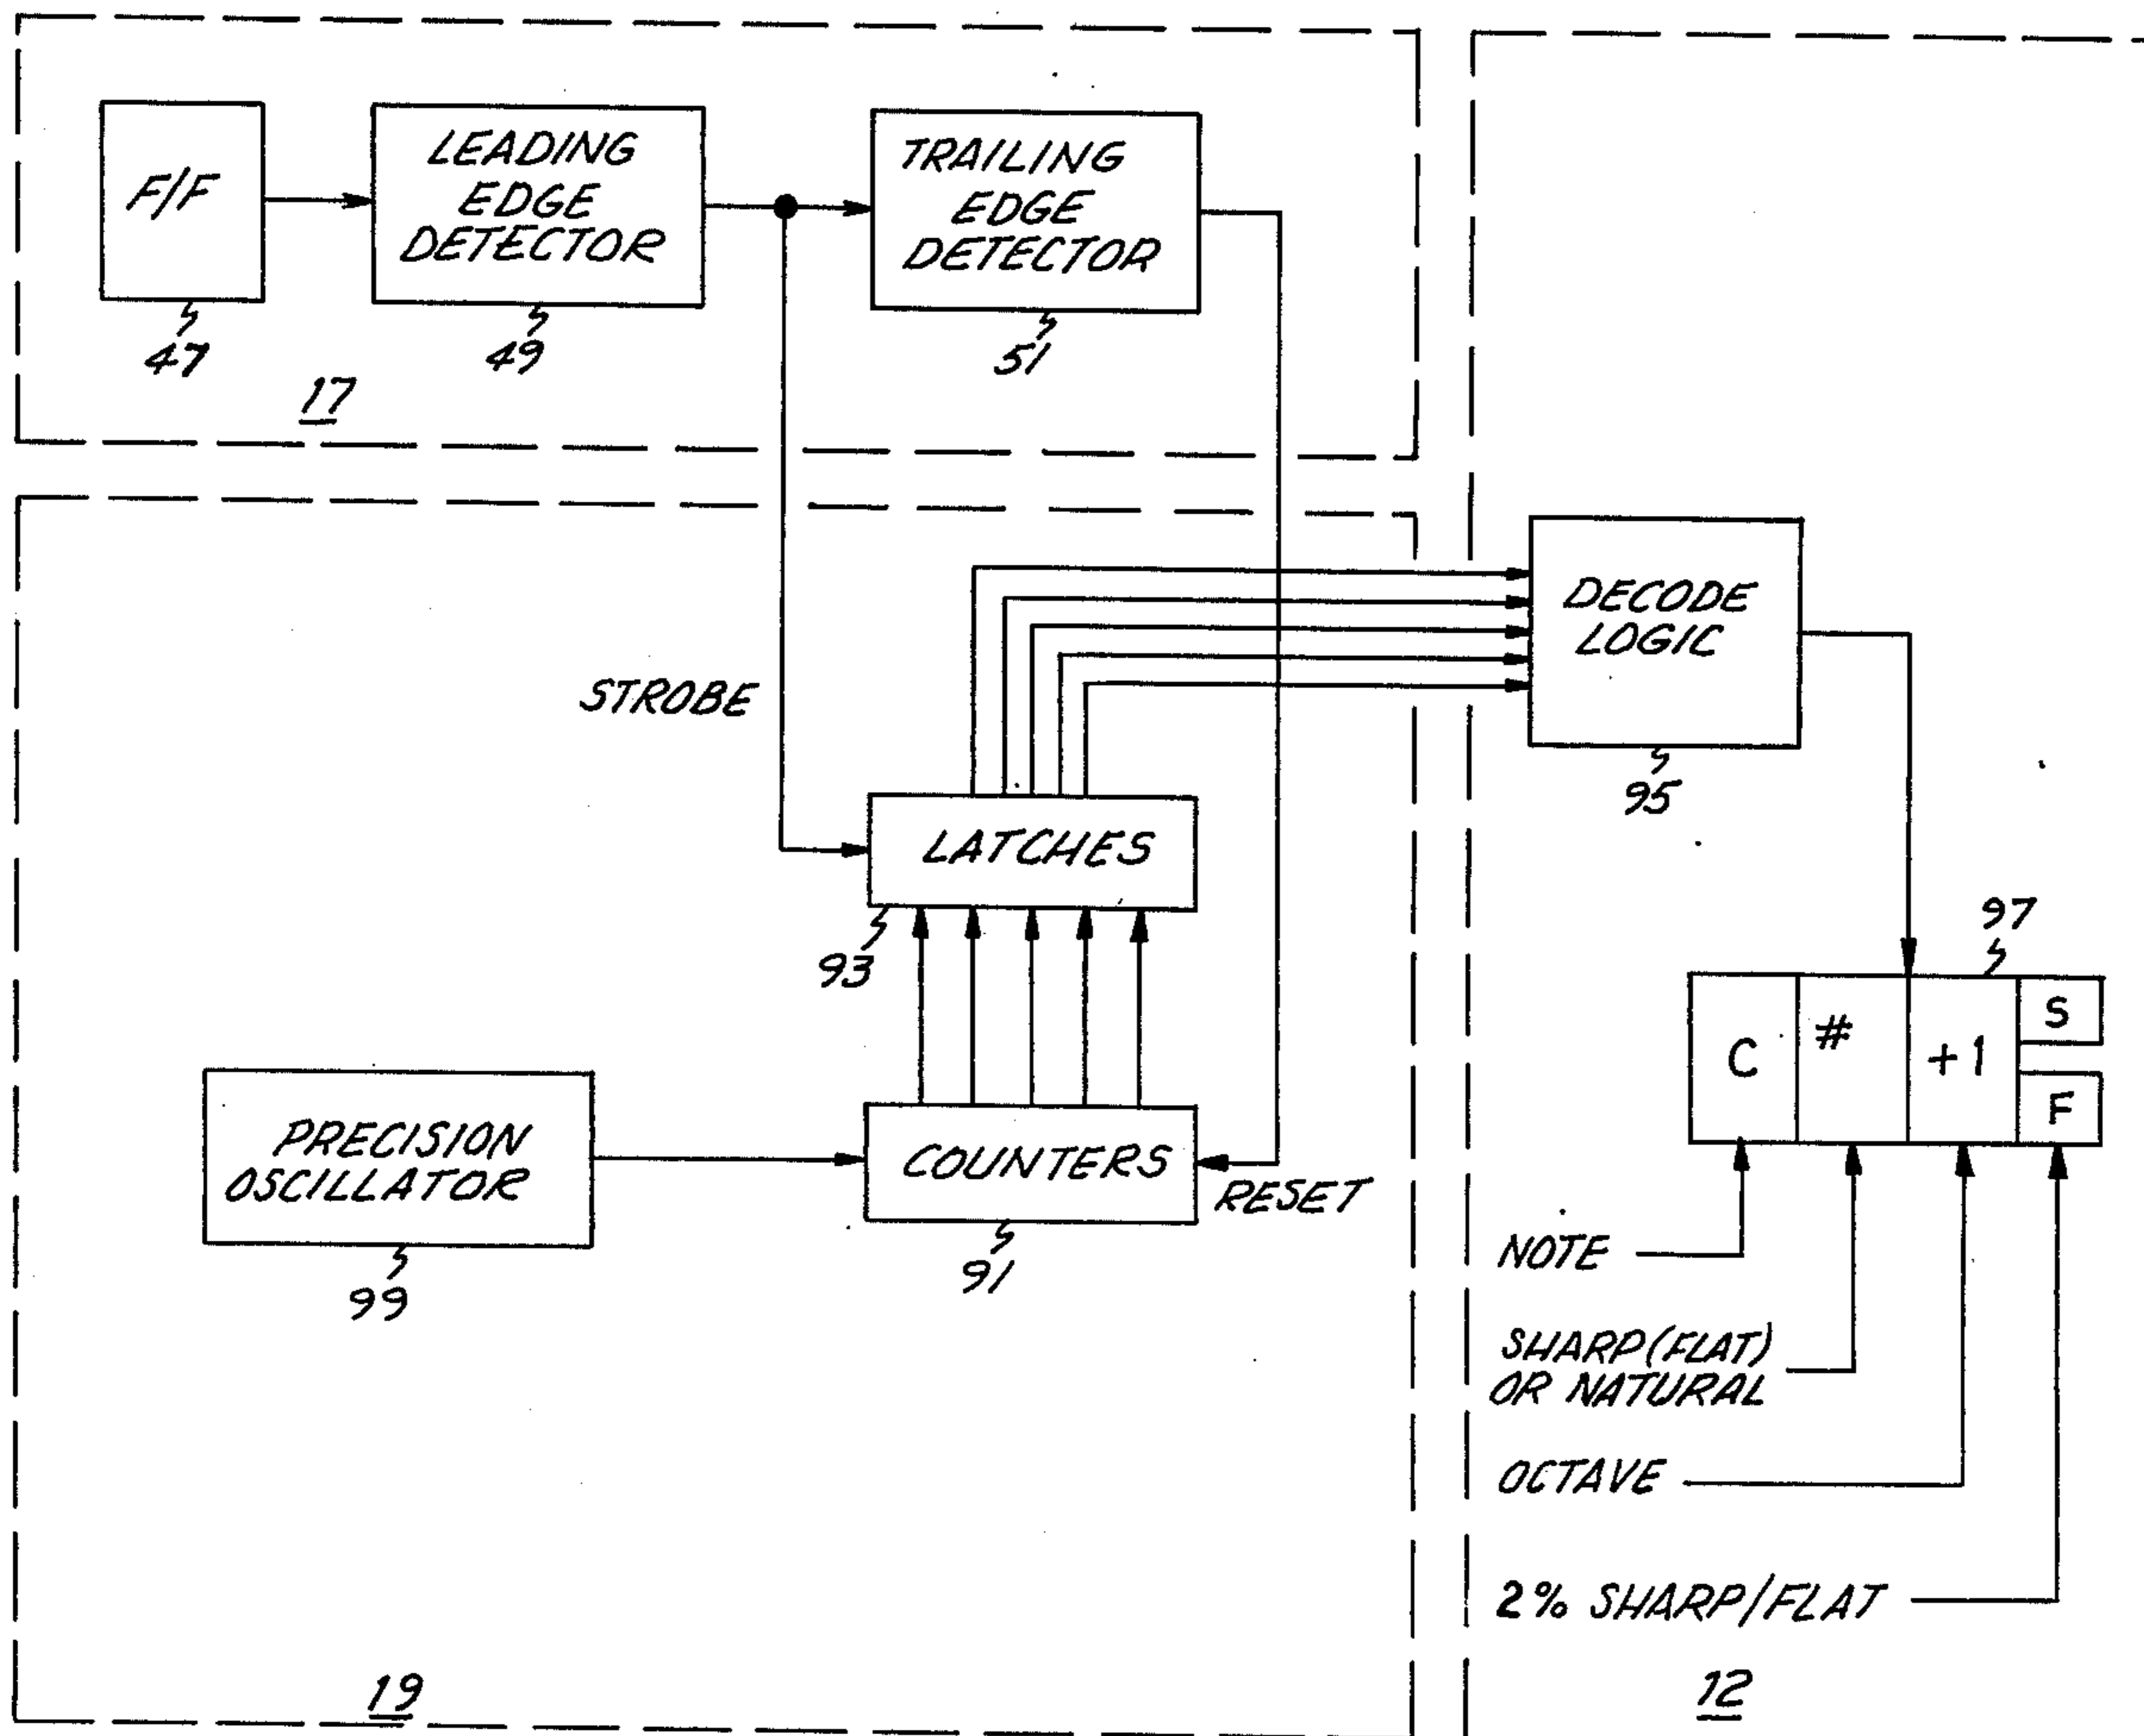 F/F
47
LEADING
EDGE
DETECTOR
49
TRAILING
EDGE
DETECTOR
51
17
STROBE
DECODE
LOGIC
95
LATCHES
93
PRECISION
OSCILLATOR
99
COUNTERS
91
RESET
19
97
C
#
+1
S
F
NOTE
SHARP(FLAT)
OR NATURAL
OCTAVE
2% SHARP/FLAT
12